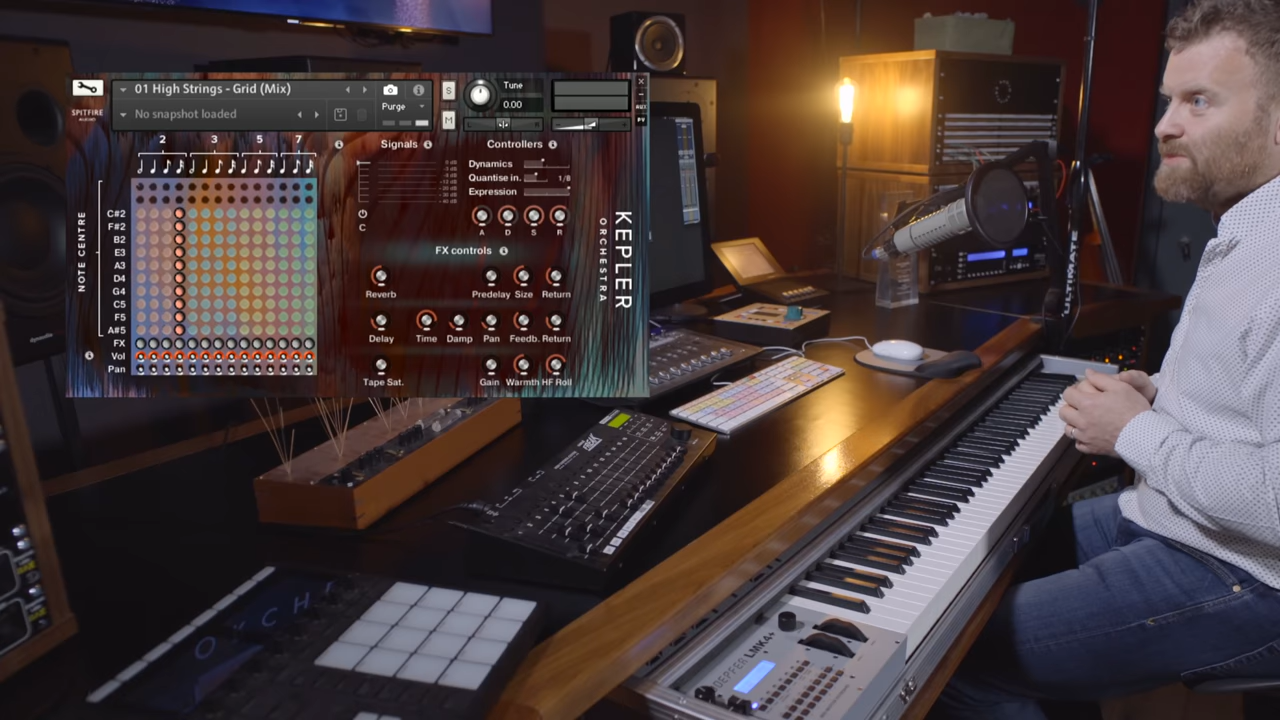 01 High Strings - Grid (Mix)
Purge
No snapshot loaded
S
M
Tune
0.00
AUX
PV
SPITFIRE
AUDIO
2 3 5 7
Signals
Controllers
Dynamics
Quantise in. 1/8
Expression
A D S R
C
NOTE CENTRE
C#2
F#2
B2
E3
A3
D4
G4
C5
F5
A#5
FX
Vol
Pan
FX controls
Reverb Predelay Size Return
Delay Time Damp Pan Feedb. Return
Tape Sat. Gain Warmth HF Roll
KEPLER
ORCHESTRA
ULTIMATE
DOEPFER LMK4+